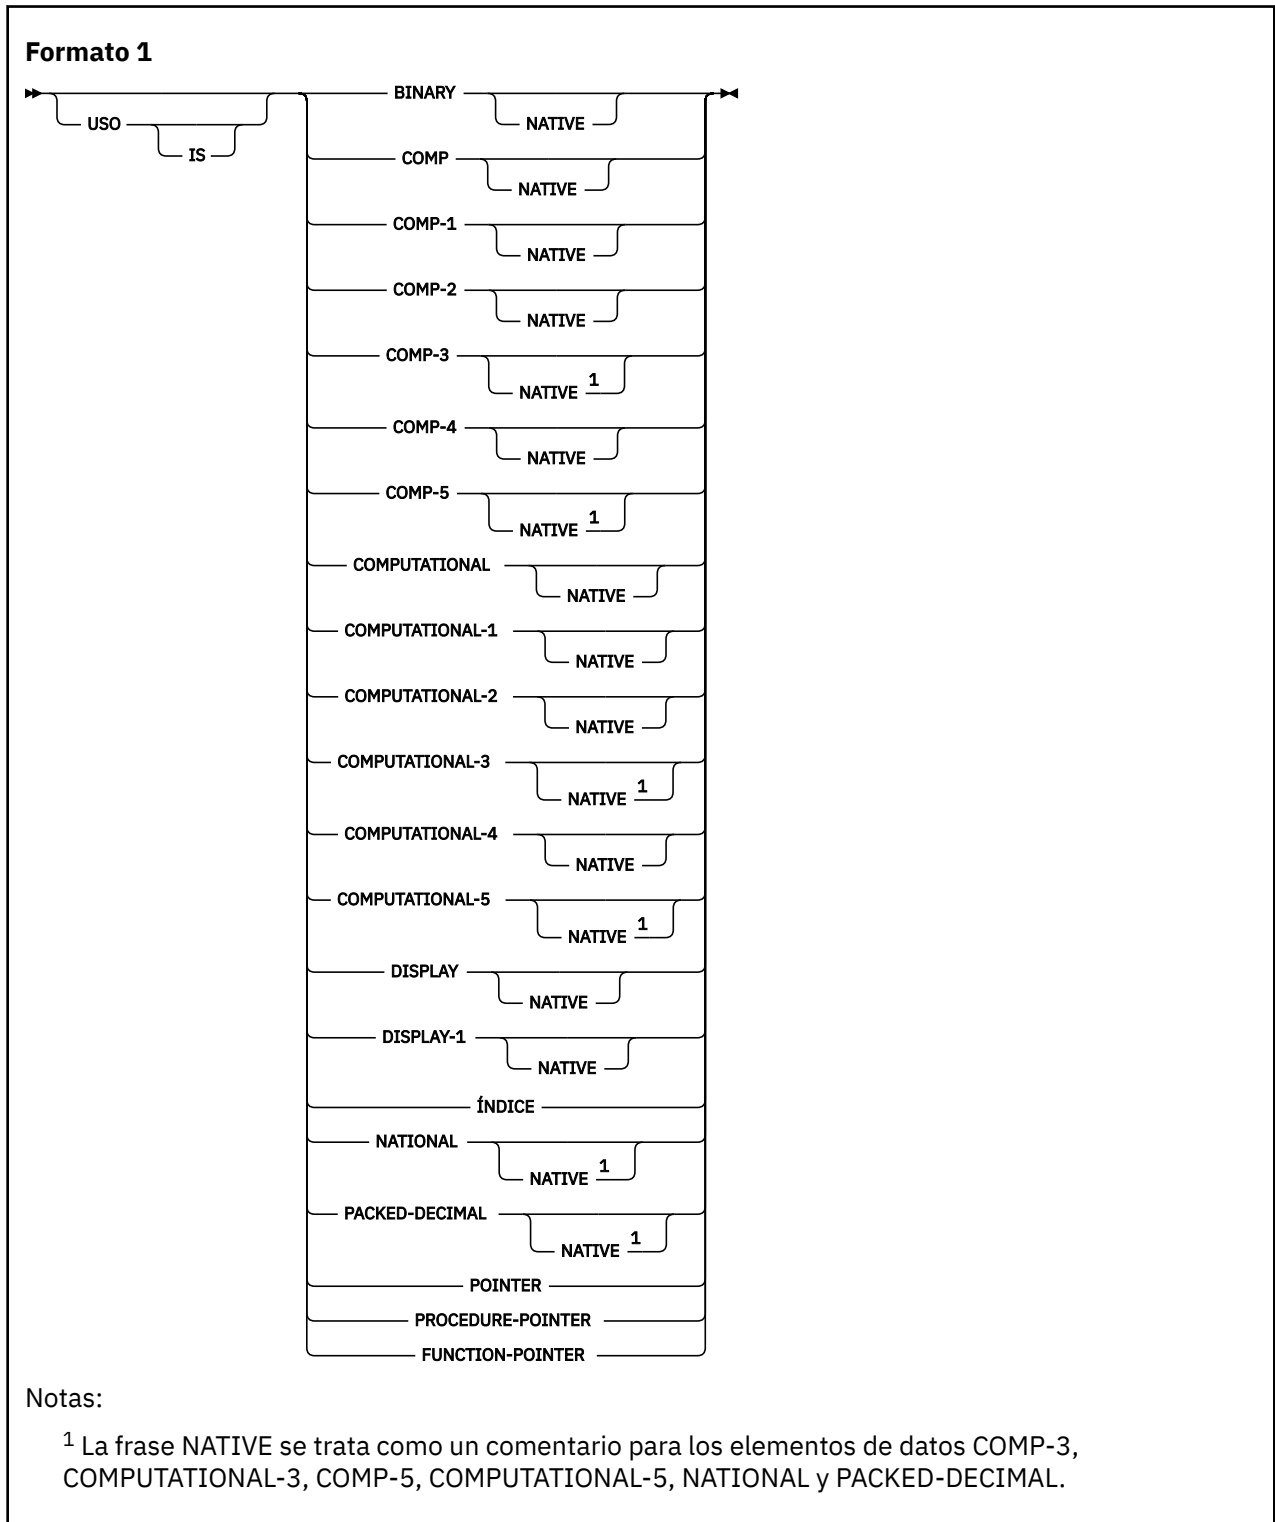 Formato 1
BINARY
USO
NATIVE
IS
COMP
NATIVE
COMP-1
NATIVE
COMP-2
NATIVE
COMP-3
NATIVE 1
COMP-4
NATIVE
COMP-5
NATIVE 1
COMPUTATIONAL
NATIVE
COMPUTATIONAL-1
NATIVE
COMPUTATIONAL-2
NATIVE
COMPUTATIONAL-3
NATIVE 1
COMPUTATIONAL-4
NATIVE
COMPUTATIONAL-5
NATIVE 1
DISPLAY
NATIVE
DISPLAY-1
NATIVE
ÍNDICE
NATIONAL
NATIVE 1
PACKED-DECIMAL
NATIVE 1
POINTER
PROCEDURE-POINTER
FUNCTION-POINTER
Notas:
1 La frase NATIVE se trata como un comentario para los elementos de datos COMP-3,
COMPUTATIONAL-3, COMP-5, COMPUTATIONAL-5, NATIONAL y PACKED-DECIMAL.